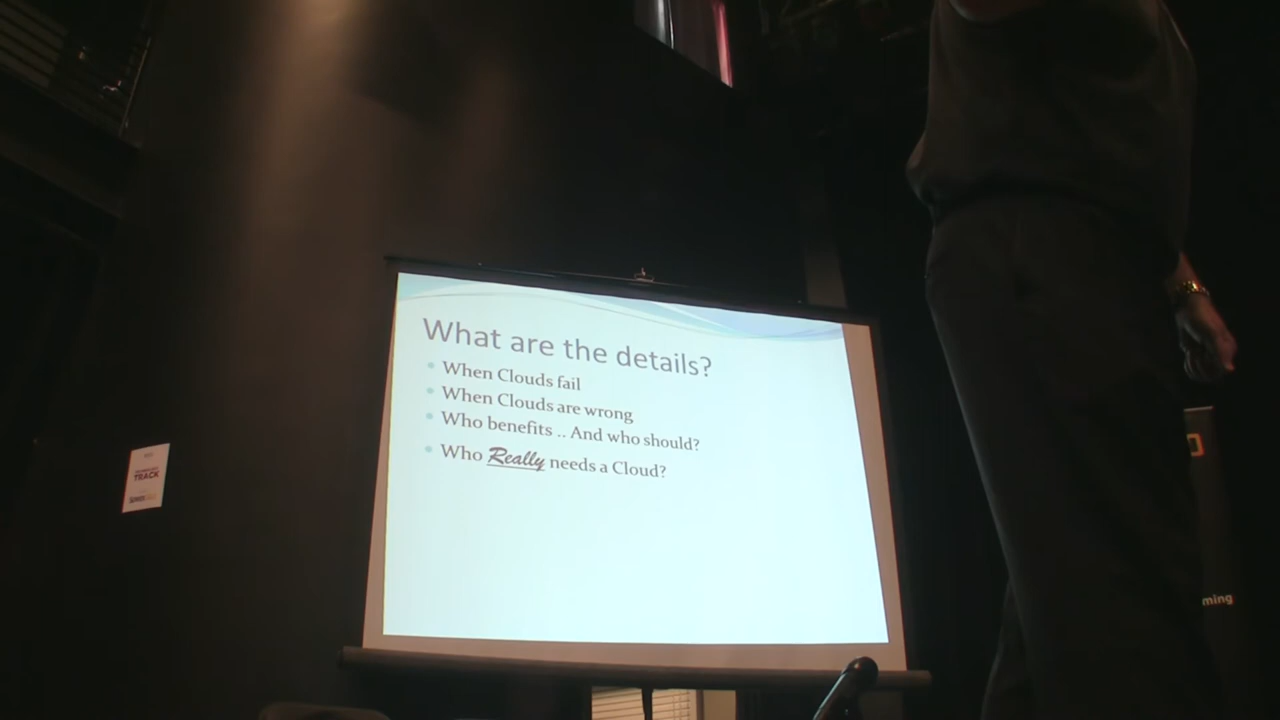 What are the details?
When Clouds fail
When Clouds are wrong
Who benefits .. And who should?
Who Really needs a Cloud?
TRACK
ming